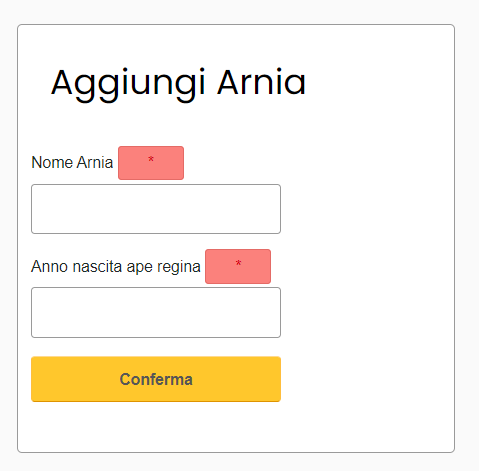 Aggiungi Arnia
Nome Arnia *
Anno nascita ape regina *
Conferma